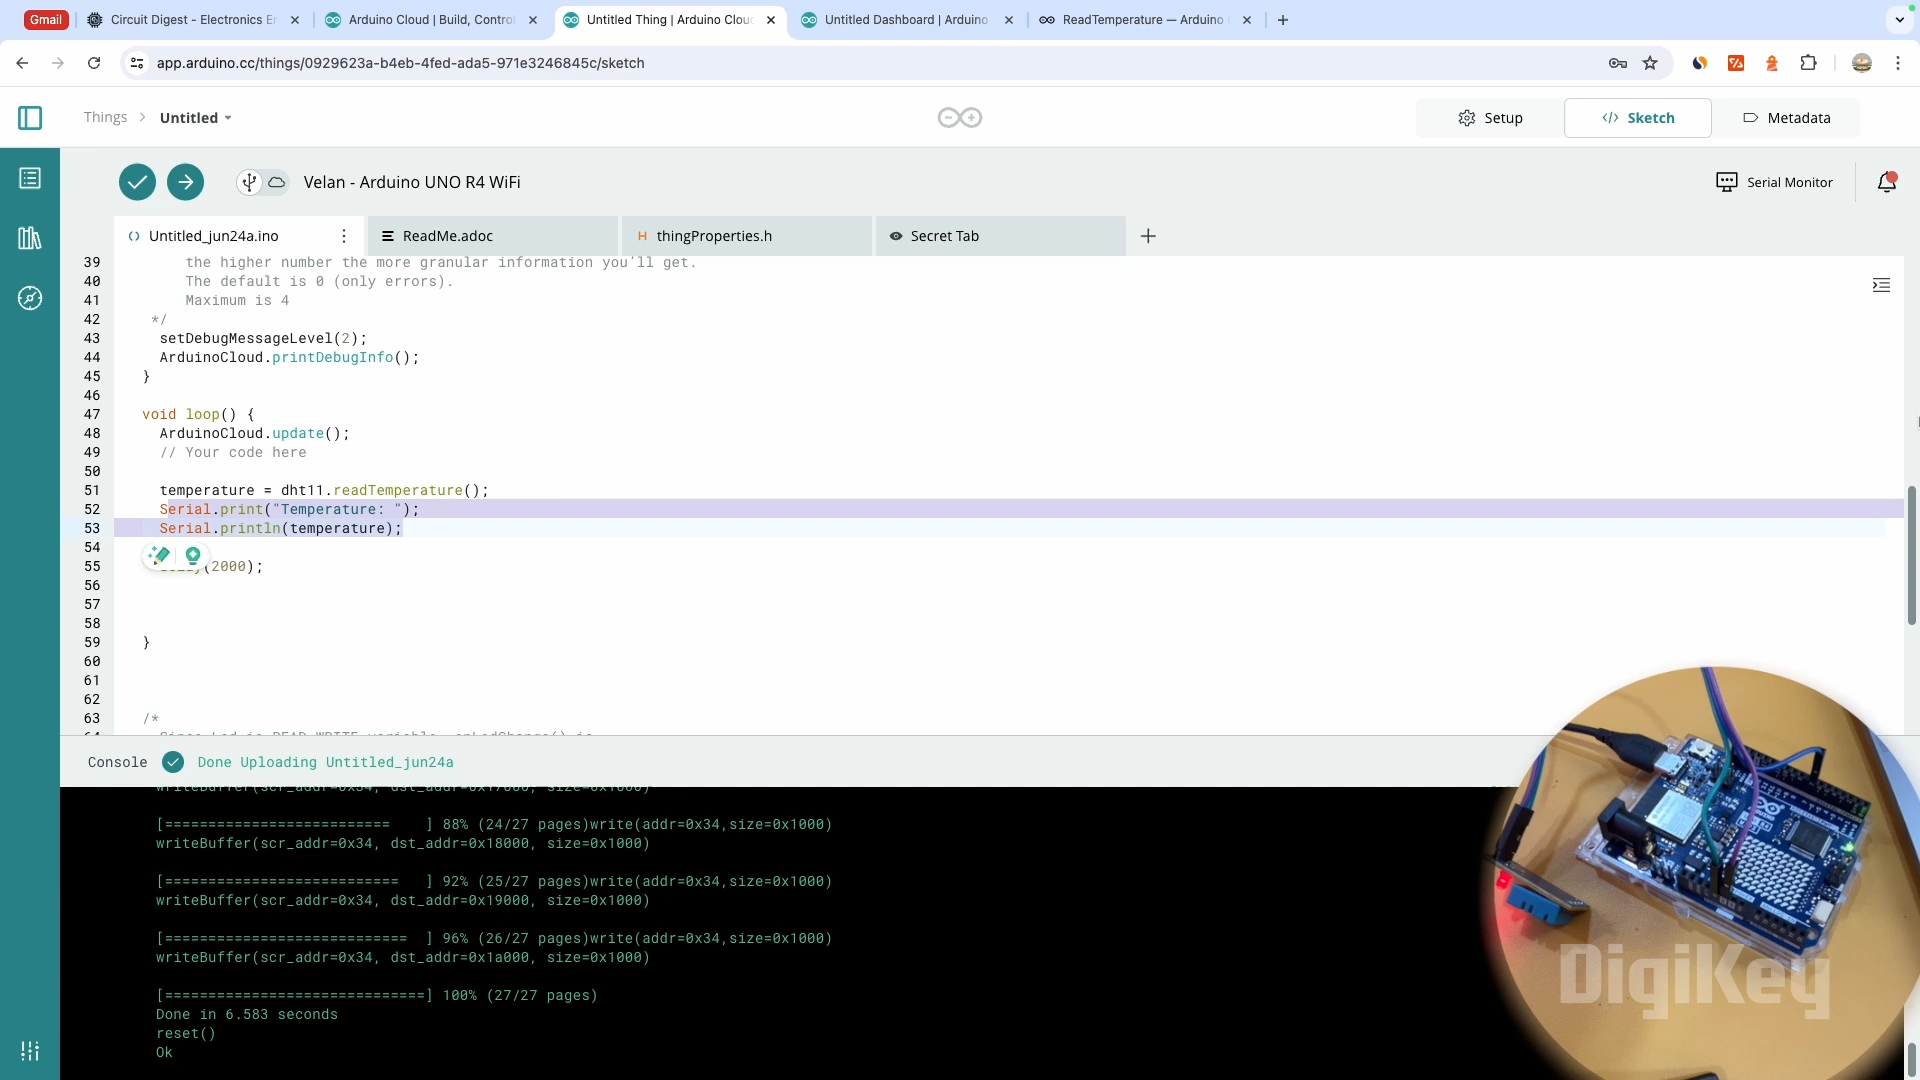 Gmail
Circuit Digest - Electronics E
Arduino Cloud | Build, Contro
Untitled Thing | Arduino Clou
Untitled Dashboard | Arduino
ReadTemperature — Arduino
app.arduino.cc/things/0929623a-b4eb-4fed-ada5-971e3246845c/sketch
Things > Untitled
Setup
</> Sketch
Metadata
Velan - Arduino UNO R4 WiFi
Serial Monitor
Untitled_jun24a.ino
ReadMe.adoc
H thingProperties.h
Secret Tab
39 the higher number the more granular information you'll get.
40 The default is 0 (only errors).
41 Maximum is 4
42 */
43 setDebugMessageLevel(2);
44 ArduinoCloud.printDebugInfo();
45 }
46
47 void loop() {
48 ArduinoCloud.update();
49 // Your code here
50
51 temperature = dht11.readTemperature();
52 Serial.print("Temperature: ");
53 Serial.println(temperature);
54
55 (2000);
56
57
58
59 }
60
61
62
63 /*
Console Done Uploading Untitled_jun24a
writeBuffer(scr_addr=0x34, dst_addr=0x17000, size=0x1000)
[========================== ] 88% (24/27 pages)write(addr=0x34,size=0x1000)
writeBuffer(scr_addr=0x34, dst_addr=0x18000, size=0x1000)
[=========================== ] 92% (25/27 pages)write(addr=0x34,size=0x1000)
writeBuffer(scr_addr=0x34, dst_addr=0x19000, size=0x1000)
[============================ ] 96% (26/27 pages)write(addr=0x34,size=0x1000)
writeBuffer(scr_addr=0x34, dst_addr=0x1a000, size=0x1000)
[==============================] 100% (27/27 pages)
Done in 6.583 seconds
reset()
Ok
DigiKey